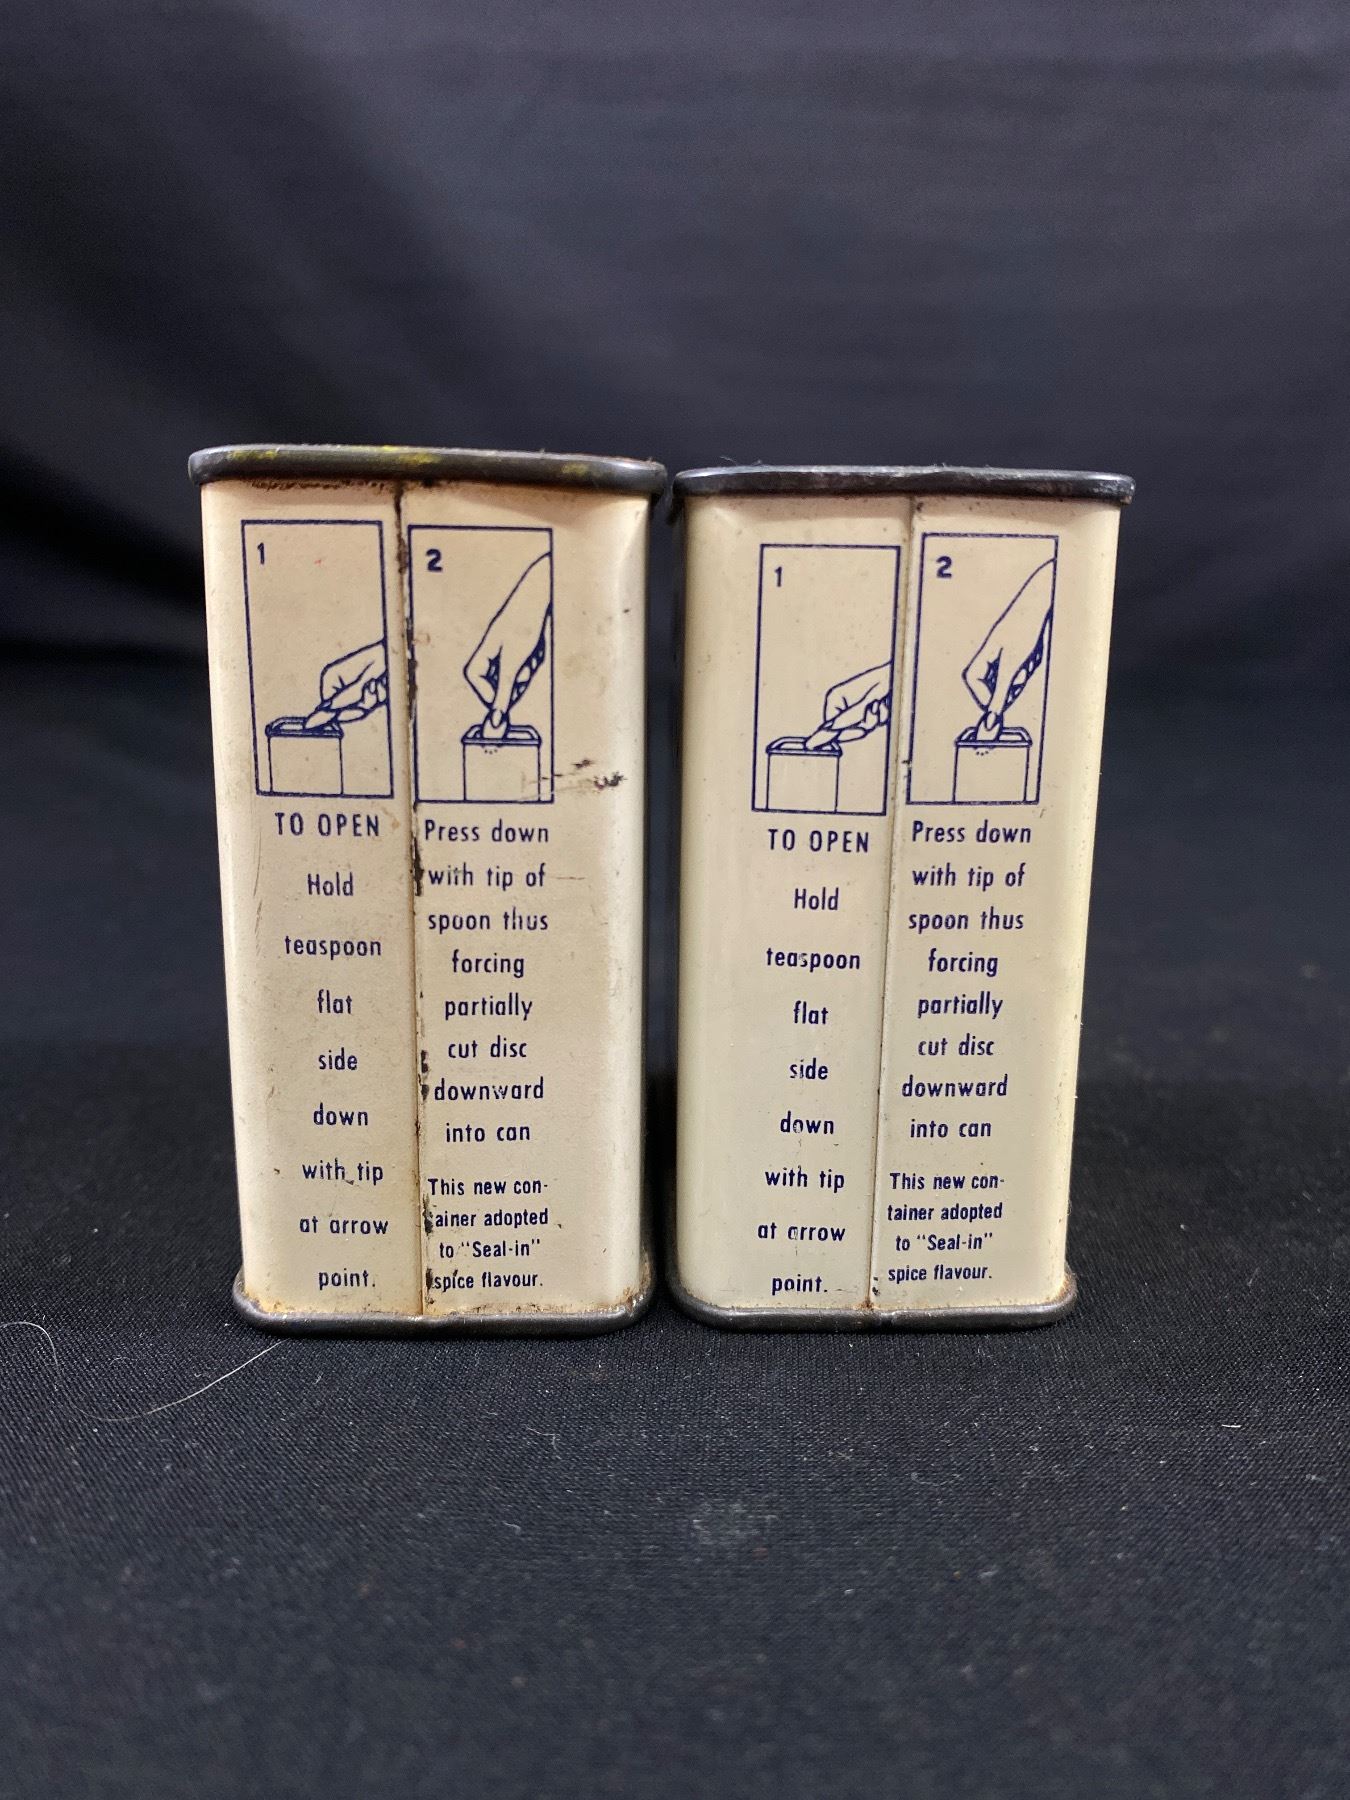 1
TO OPEN
Hold
teaspoon
flat
side
down
with tip
at arrow
point.
2
Press down
with tip of
spoon thus
forcing
partially
cut disc
downward
into can
This new con-
tainer adopted
to "Seal-in"
spice flavour.
1
TO OPEN
Hold
teaspoon
flat
side
down
with tip
at arrow
point.
2
Press down
with tip of
spoon thus
forcing
partially
cut disc
downward
into can
This new con-
tainer adopted
to "Seal-in"
spice flavour.